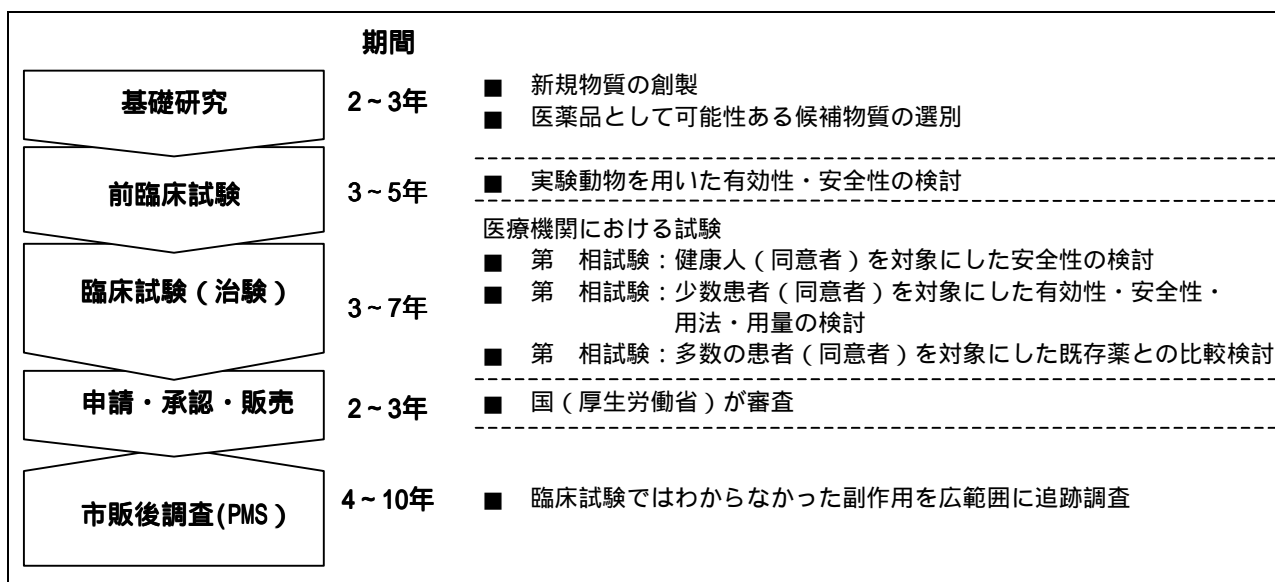 期間
基礎研究
2~3年
■ 新規物質の創製
■ 医薬品として可能性ある候補物質の選別
前臨床試験
3~5年
■ 実験動物を用いた有効性・安全性の検討
臨床試験(治験)
3~7年
医療機関における試験
■ 第 相試験:健康人(同意者)を対象にした安全性の検討
■ 第 相試験:少数患者(同意者)を対象にした有効性・安全性・
用法・用量の検討
■ 第 相試験:多数の患者(同意者)を対象にした既存薬との比較検討
申請・承認・販売
2~3年
■ 国(厚生労働省)が審査
市販後調査(PMS)
4~10年
■ 臨床試験ではわからなかった副作用を広範囲に追跡調査